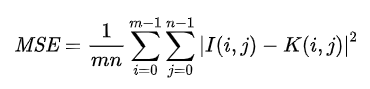 MSE = \frac{1}{mn} \sum_{i=0}^{m-1} \sum_{j=0}^{n-1} |I(i,j) - K(i,j)|^2